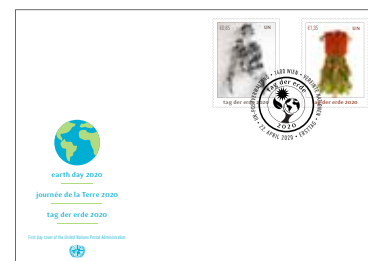 €0,85 UN
€1,35 UN
tag der erde 2020
tag der erde 2020
1400 WIEN • VEREINTE NATIONEN
tag der erde
2020
22. APRIL 2020 • ERSTTAG
earth day 2020
journée de la Terre 2020
tag der erde 2020
First day cover of the United Nations Postal Administration